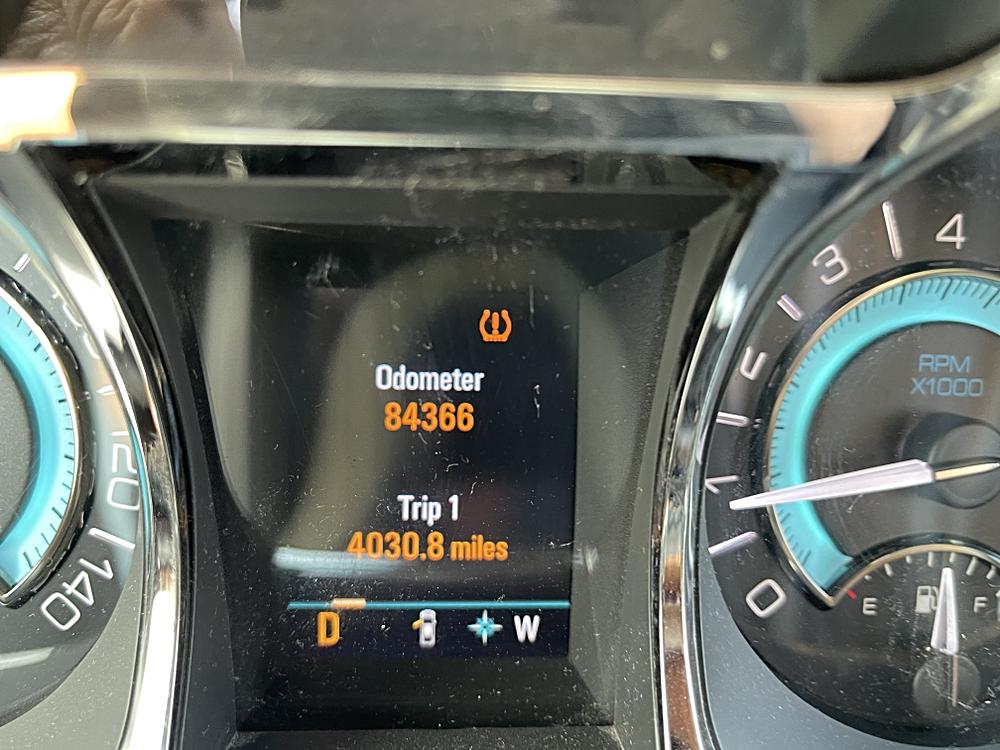 Odometer
84366
Trip 1
4030.8 miles
D
W
120
140
0
1
2
3
4
RPM
X1000
E
F